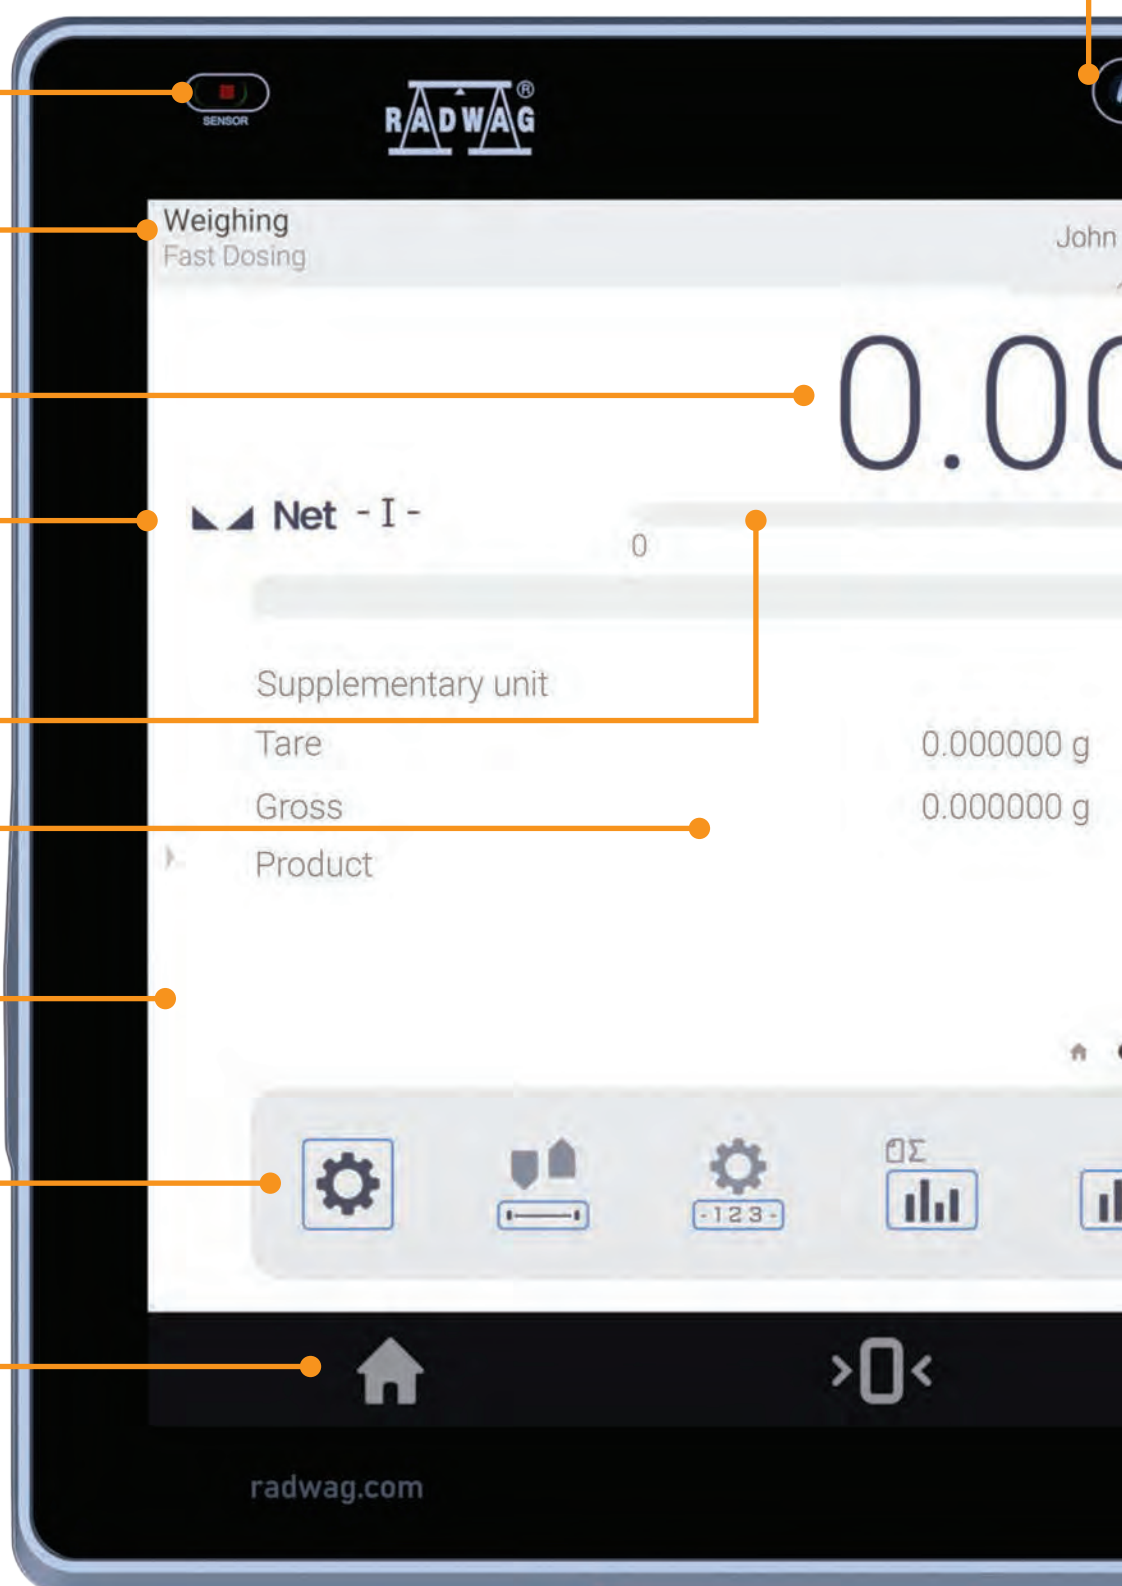 SENSOR
RADWAG®
Weighing
Fast Dosing
John
0.00
Net -I-
0
Supplementary unit
Tare 0.000000 g
Gross 0.000000 g
Product
Σ
-123-
>0<
radwag.com